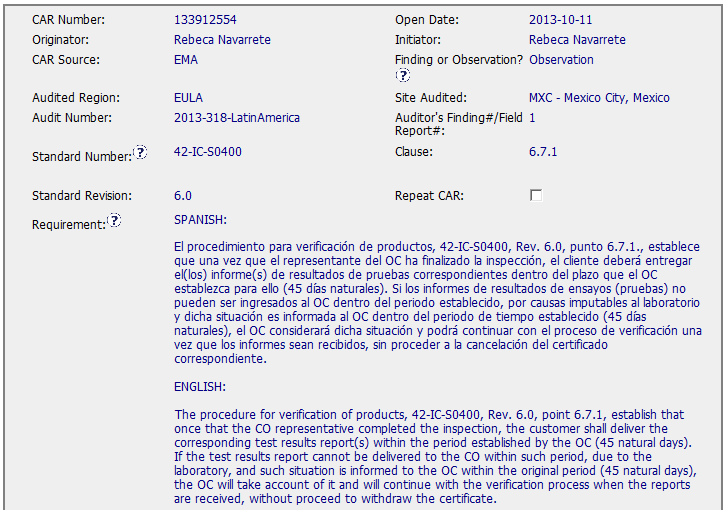 CAR Number: 133912554 Open Date: 2013-10-11
Originator: Rebeca Navarrete Initiator: Rebeca Navarrete
CAR Source: EMA Finding or Observation? Observation
?
Audited Region: EULA Site Audited: MXC - Mexico City, Mexico
Audit Number: 2013-318-LatinAmerica Auditor's Finding#/Field 1
Report#:
Standard Number: ? 42-IC-S0400 Clause: 6.7.1
Standard Revision: 6.0 Repeat CAR:
Requirement: ? SPANISH:
El procedimiento para verificación de productos, 42-IC-S0400, Rev. 6.0, punto 6.7.1., establece
que una vez que el representante del OC ha finalizado la inspección, el cliente deberá entregar
el(los) informe(s) de resultados de pruebas correspondientes dentro del plazo que el OC
establezca para ello (45 días naturales). Si los informes de resultados de ensayos (pruebas) no
pueden ser ingresados al OC dentro del periodo establecido, por causas imputables al laboratorio
y dicha situación es informada al OC dentro del periodo de tiempo establecido (45 días
naturales), el OC considerará dicha situación y podrá continuar con el proceso de verificación una
vez que los informes sean recibidos, sin proceder a la cancelación del certificado
correspondiente.
ENGLISH:
The procedure for verification of products, 42-IC-S0400, Rev. 6.0, point 6.7.1, establish that
once that the CO representative completed the inspection, the customer shall deliver the
corresponding test results report(s) within the period established by the OC (45 natural days).
If the test results report cannot be delivered to the CO within such period, due to the
laboratory, and such situation is informed to the OC within the original period (45 natural days),
the OC will take account of it and will continue with the verification process when the reports
are received, without proceed to withdraw the certificate.